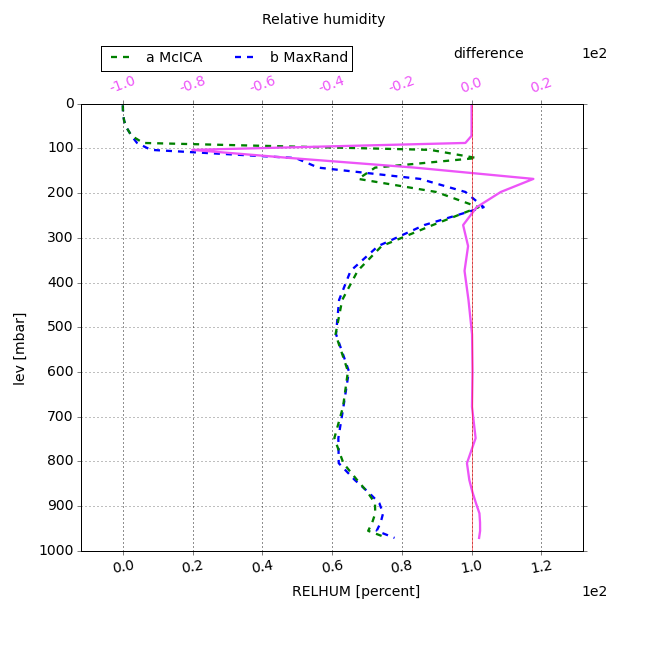 Relative humidity
a McICA b MaxRand difference 1e2
-1.0 -0.8 -0.6 -0.4 -0.2 0.0 0.2
0
100
200
300
400
500
600
700
800
900
1000
lev [mbar]
0.0 0.2 0.4 0.6 0.8 1.0 1.2
RELHUM [percent] 1e2